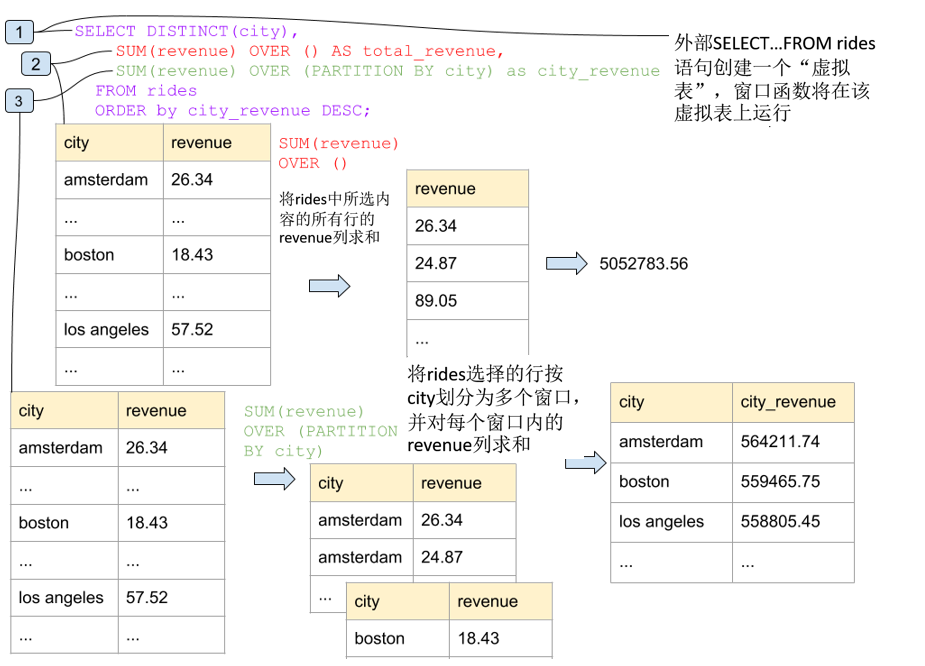 1
SELECT DISTINCT(city),
2
SUM(revenue) OVER () AS total_revenue,
3
SUM(revenue) OVER (PARTITION BY city) as city_revenue
FROM rides
ORDER by city_revenue DESC;
外部SELECT...FROM rides
语句创建一个“虚拟
表”，窗口函数将在该
虚拟表上运行
city revenue
amsterdam 26.34
... ...
boston 18.43
... ...
los angeles 57.52
... ...
SUM(revenue)
OVER ()
将rides中所选内
容的所有行的
revenue列求和
revenue
26.34
24.87
89.05
...
5052783.56
city revenue
amsterdam 26.34
... ...
boston 18.43
... ...
los angeles 57.52
... ...
SUM(revenue)
OVER (PARTITION
BY city)
将rides选择的行按
city划分为多个窗口，
并对每个窗口内的
revenue列求和
city revenue
amsterdam 26.34
amsterdam 24.87
...
city revenue
boston 18.43
city city_revenue
amsterdam 564211.74
boston 559465.75
los angeles 558805.45
... ...